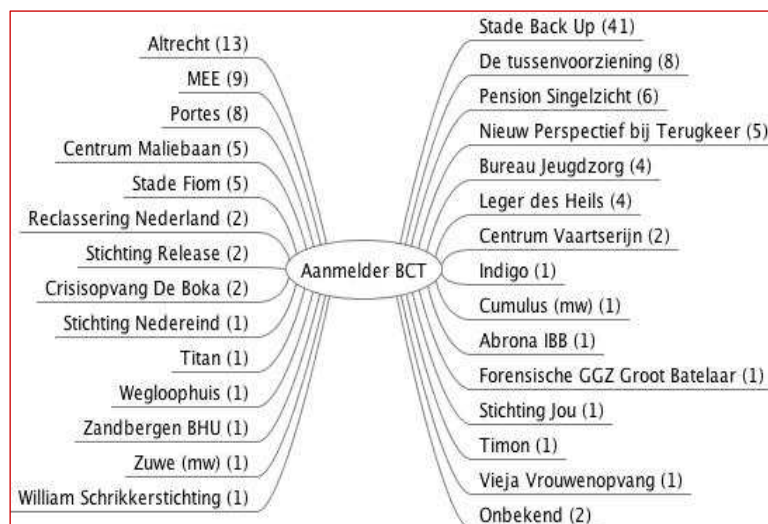 Altrecht (13)
MEE (9)
Portes (8)
Centrum Maliebaan (5)
Stade Fiom (5)
Reclassering Nederland (2)
Stichting Release (2)
Crisisopvang De Boka (2)
Stichting Nedereind (1)
Titan (1)
Wegloophuis (1)
Zandbergen BHU (1)
Zuwe (mw) (1)
William Schrikkerstichting (1)
Aanmelder BCT
Stade Back Up (41)
De tussenvoorziening (8)
Pension Singelzicht (6)
Nieuw Perspectief bij Terugkeer (5)
Bureau Jeugdzorg (4)
Leger des Heils (4)
Centrum Vaartserijn (2)
Indigo (1)
Cumulus (mw) (1)
Abrona IBB (1)
Forensische GGZ Groot Batelaar (1)
Stichting Jou (1)
Timon (1)
Vieja Vrouwenopvang (1)
Onbekend (2)